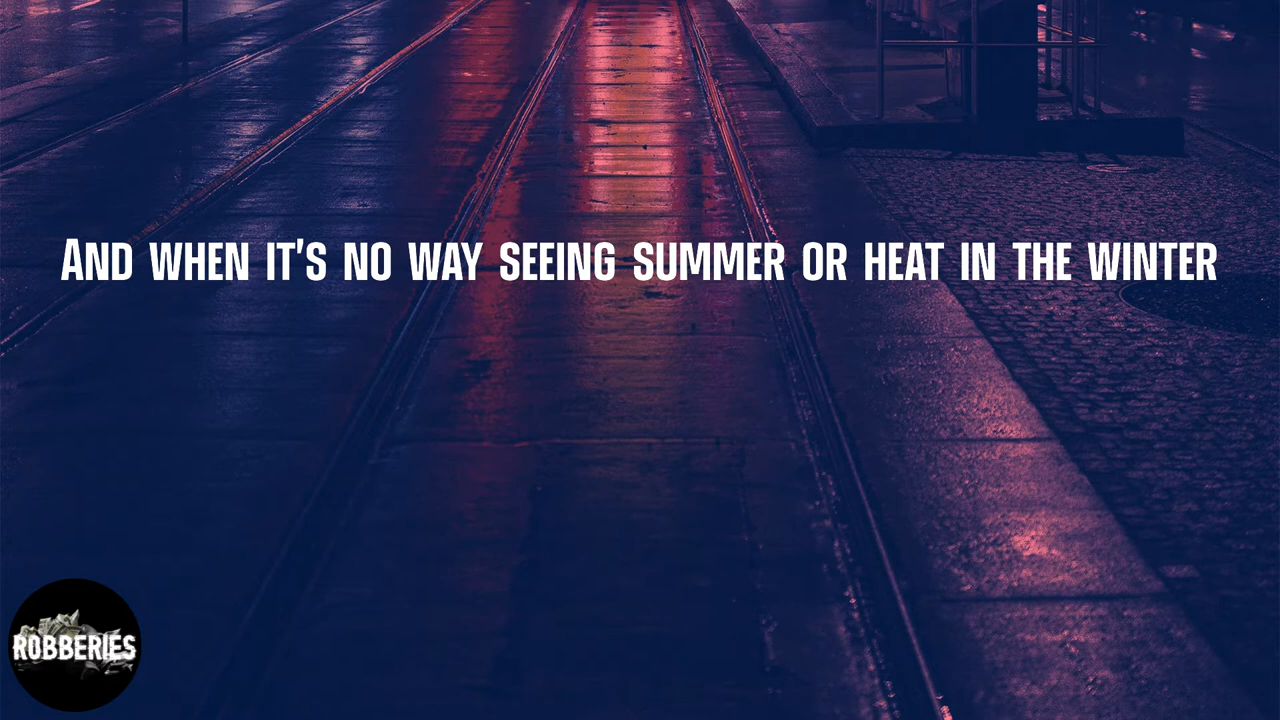 And when it's no way seeing summer or heat in the winter
ROBBERIES